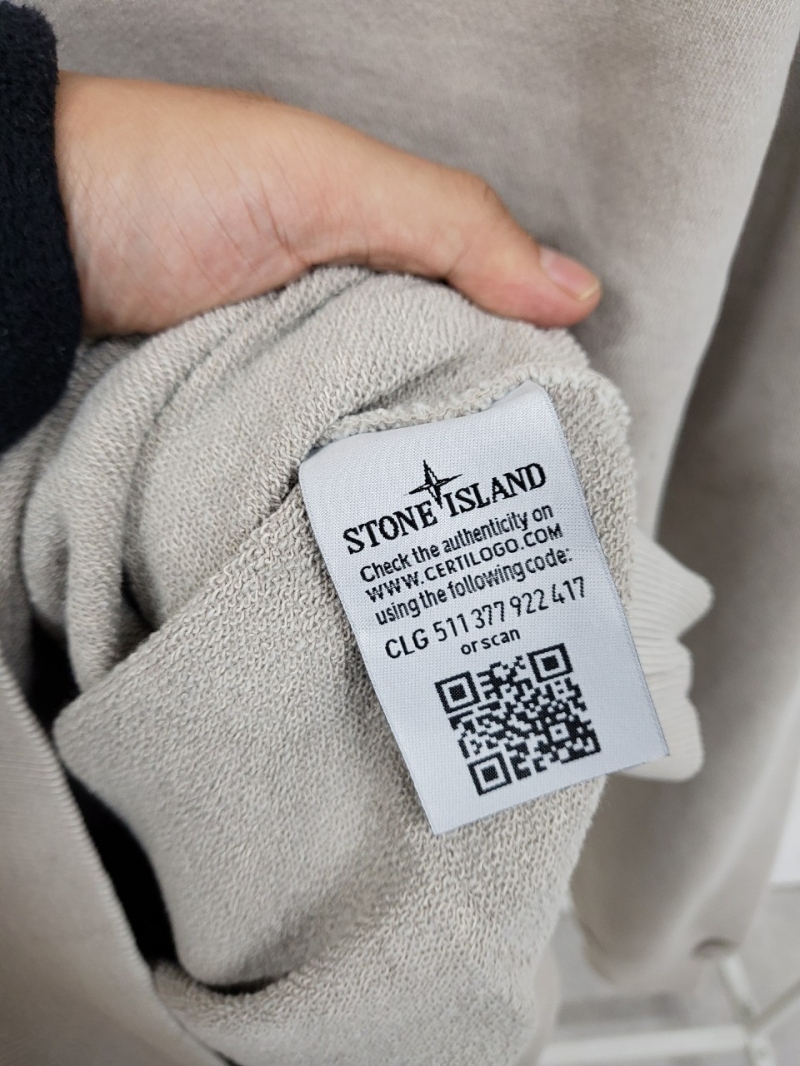 STONE ISLAND
Check the authenticity on
WWW.CERTILOGO.COM
using the following code:
CLG 511 377 922 417
or scan